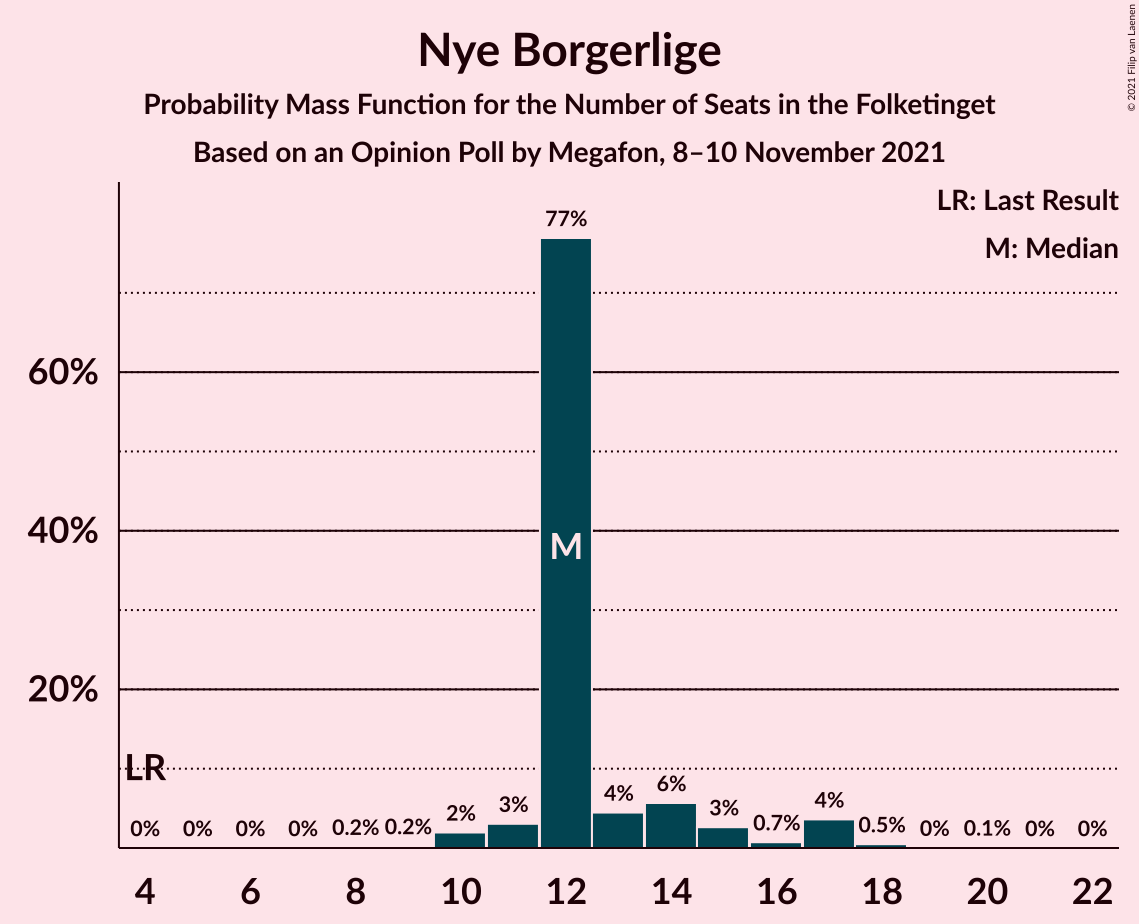 Nye Borgerlige
Probability Mass Function for the Number of Seats in the Folketinget
Based on an Opinion Poll by Megafon, 8–10 November 2021
© 2021 Filip van Laenen
LR: Last Result
M: Median
77%
60%
40%
M
20%
LR
0% 0% 0% 0% 0.2% 0.2% 2% 3% 4% 6% 3% 0.7% 4% 0.5% 0% 0.1% 0% 0%
4 6 8 10 12 14 16 18 20 22